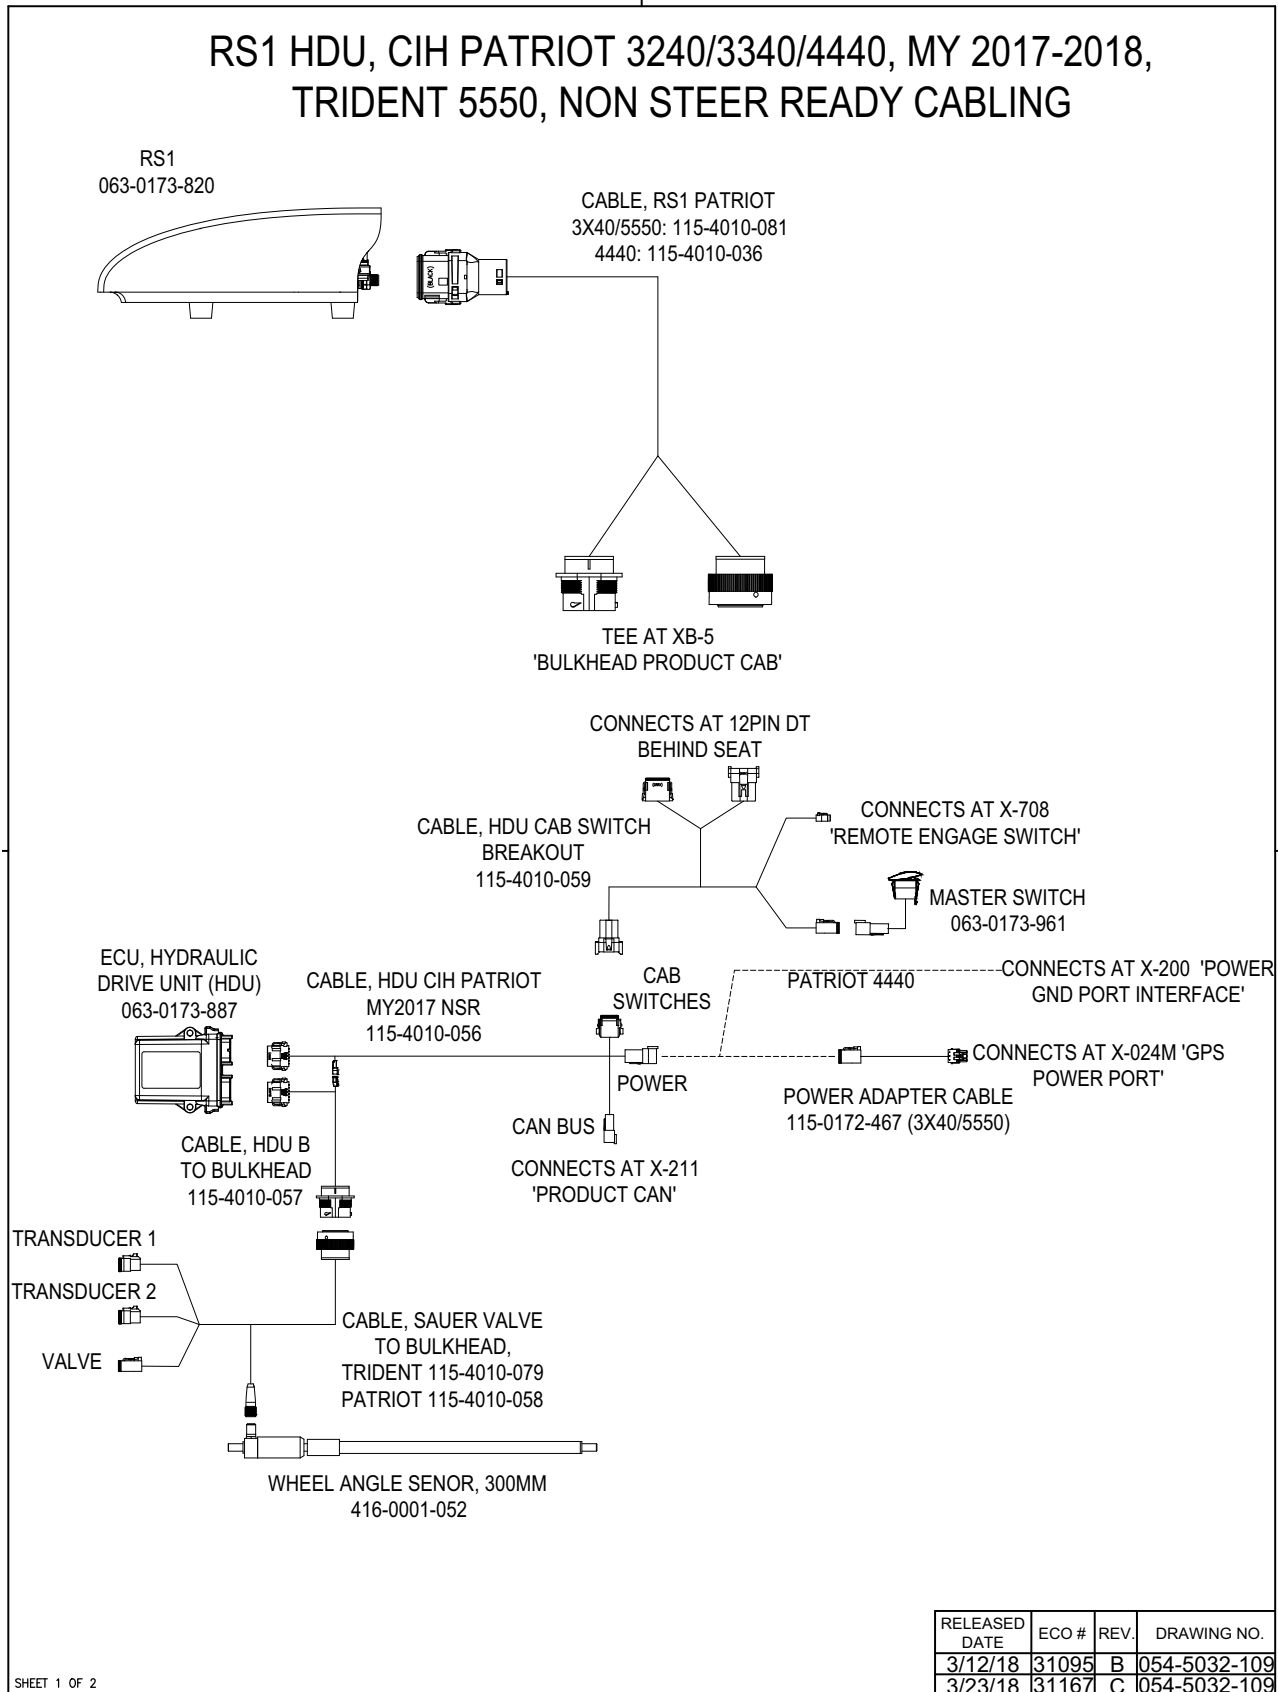 RS1 HDU, CIH PATRIOT 3240/3340/4440, MY 2017-2018,
TRIDENT 5550, NON STEER READY CABLING
RS1
063-0173-820
CABLE, RS1 PATRIOT
3X40/5550: 115-4010-081
4440: 115-4010-036
(BLACK)
TEE AT XB-5
'BULKHEAD PRODUCT CAB'
CONNECTS AT 12PIN DT
BEHIND SEAT
CABLE, HDU CAB SWITCH
BREAKOUT
115-4010-059
CONNECTS AT X-708
'REMOTE ENGAGE SWITCH'
MASTER SWITCH
063-0173-961
ECU, HYDRAULIC
DRIVE UNIT (HDU)
063-0173-887
CABLE, HDU CIH PATRIOT
MY2017 NSR
115-4010-056
CAB
SWITCHES
PATRIOT 4440
CONNECTS AT X-200 'POWER
GND PORT INTERFACE'
POWER
CONNECTS AT X-024M 'GPS
POWER PORT'
POWER ADAPTER CABLE
115-0172-467 (3X40/5550)
CAN BUS
CONNECTS AT X-211
'PRODUCT CAN'
CABLE, HDU B
TO BULKHEAD
115-4010-057
TRANSDUCER 1
TRANSDUCER 2
VALVE
CABLE, SAUER VALVE
TO BULKHEAD,
TRIDENT 115-4010-079
PATRIOT 115-4010-058
WHEEL ANGLE SENOR, 300MM
416-0001-052
RELEASED DATE ECO # REV. DRAWING NO.
3/12/18 31095 B 054-5032-109
3/23/18 31167 C 054-5032-109
SHEET 1 OF 2